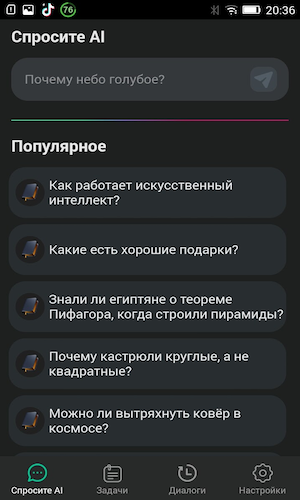 76
20:36
Спросите AI
Почему небо голубое?
Популярное
Как работает искусственный
интеллект?
Какие есть хорошие подарки?
Знали ли египтяне о теореме
Пифагора, когда строили пирамиды?
Почему кастрюли круглые, а не
квадратные?
Можно ли вытряхнуть ковёр в
космосе?
Спросите AI
Задачи
Диалоги
Настройки